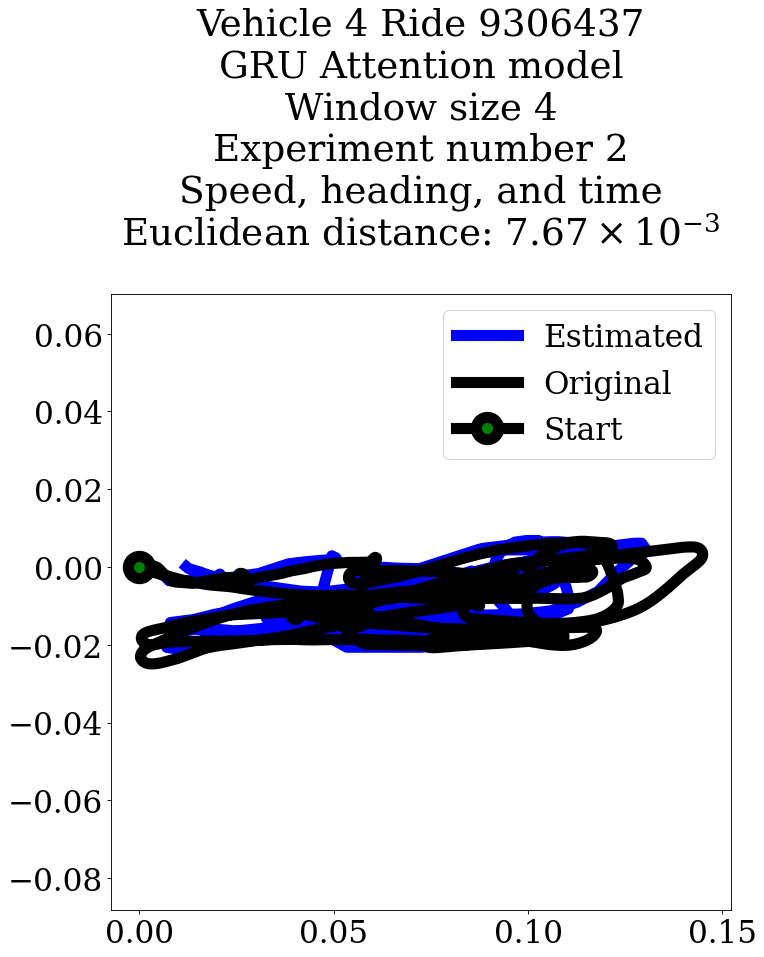 Vehicle 4 Ride 9306437
GRU Attention model
Window size 4
Experiment number 2
Speed, heading, and time
Euclidean distance: 7.67 × 10⁻³
Estimated
Original
Start
0.06
0.04
0.02
0.00
−0.02
−0.04
−0.06
−0.08
0.00 0.05 0.10 0.15